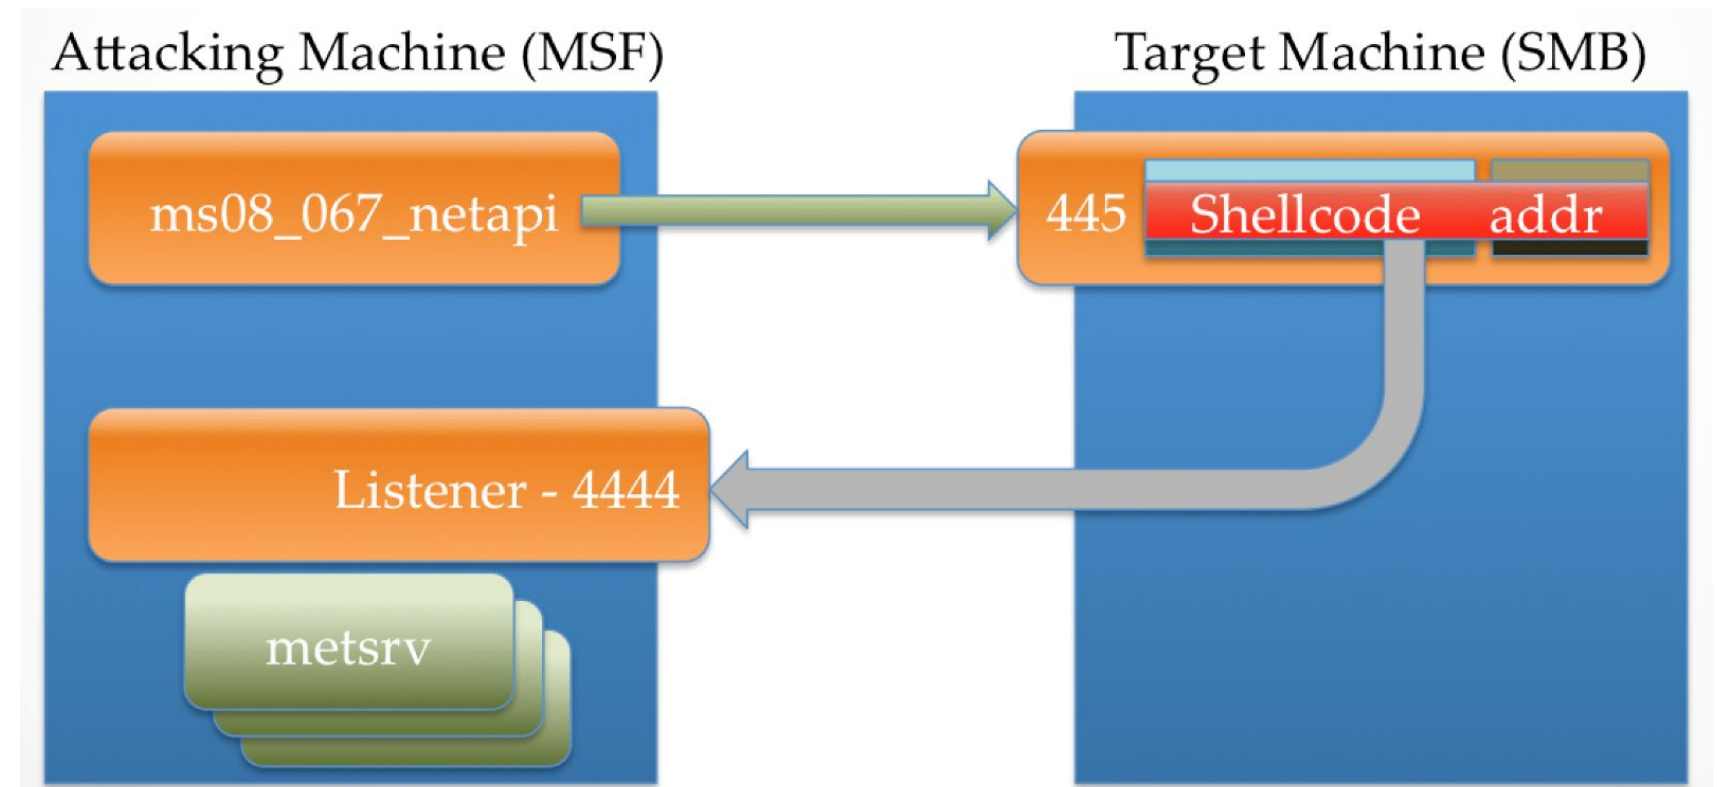 Attacking Machine (MSF)
Target Machine (SMB)
ms08_067_netapi
445 Shellcode addr
Listener - 4444
metsrv